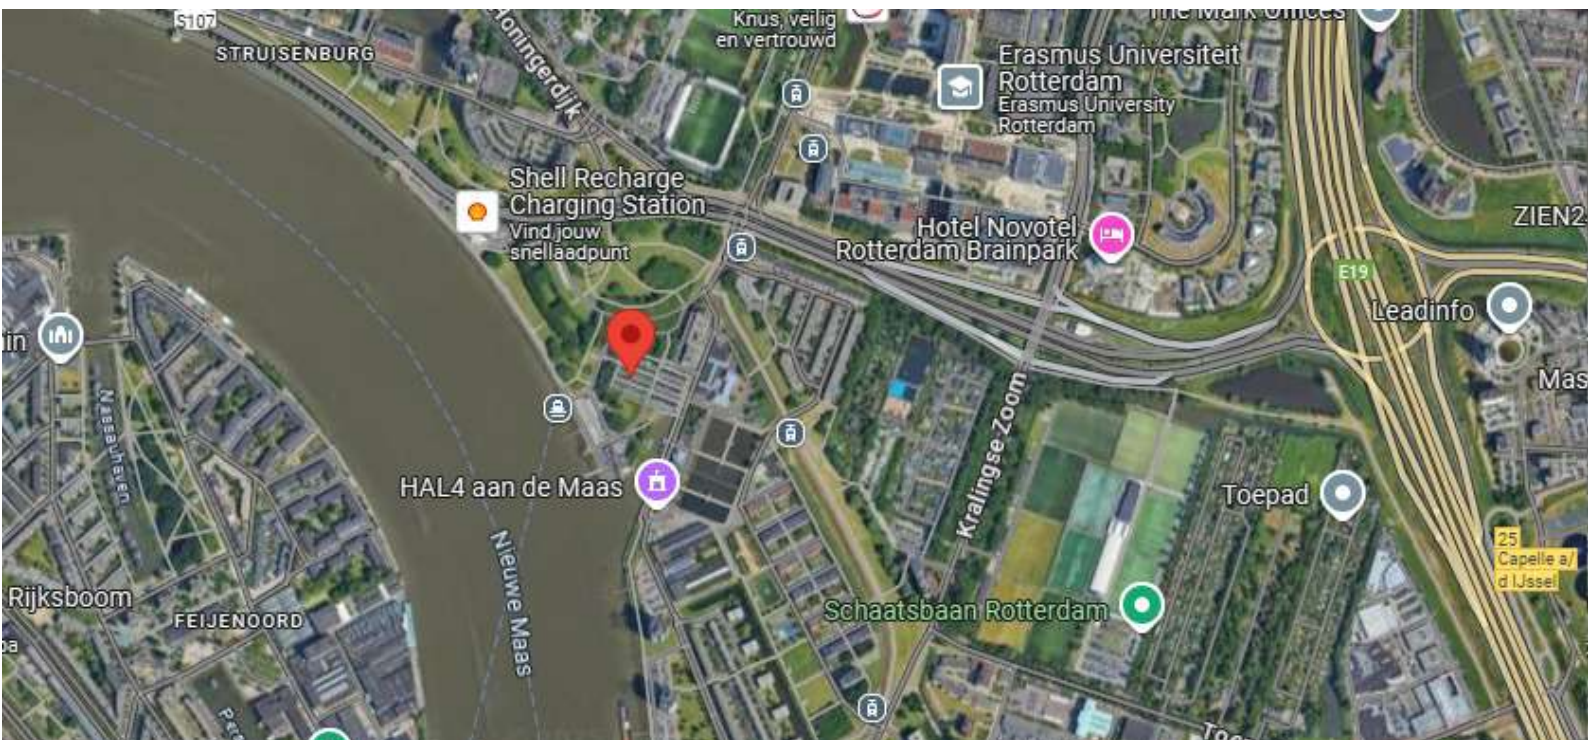 S107
STRUISENBURG
Honingerdijk
Knus, veilig
en vertrouwd
The Mark Offices
Erasmus Universiteit
Rotterdam
Erasmus University
Rotterdam
Shell Recharge
Charging Station
Vind jouw
snellaadpunt
Hotel Novotel
Rotterdam Brainpark
ZIEN2
E19
Leadinfo
in
Mas
Nassauhaven
Kralingse Zoom
HAL4 aan de Maas
Toepad
Nieuwe Maas
25
Capelle a/
d IJssel
Rijksboom
FEIJENOORD
Schaatsbaan Rotterdam